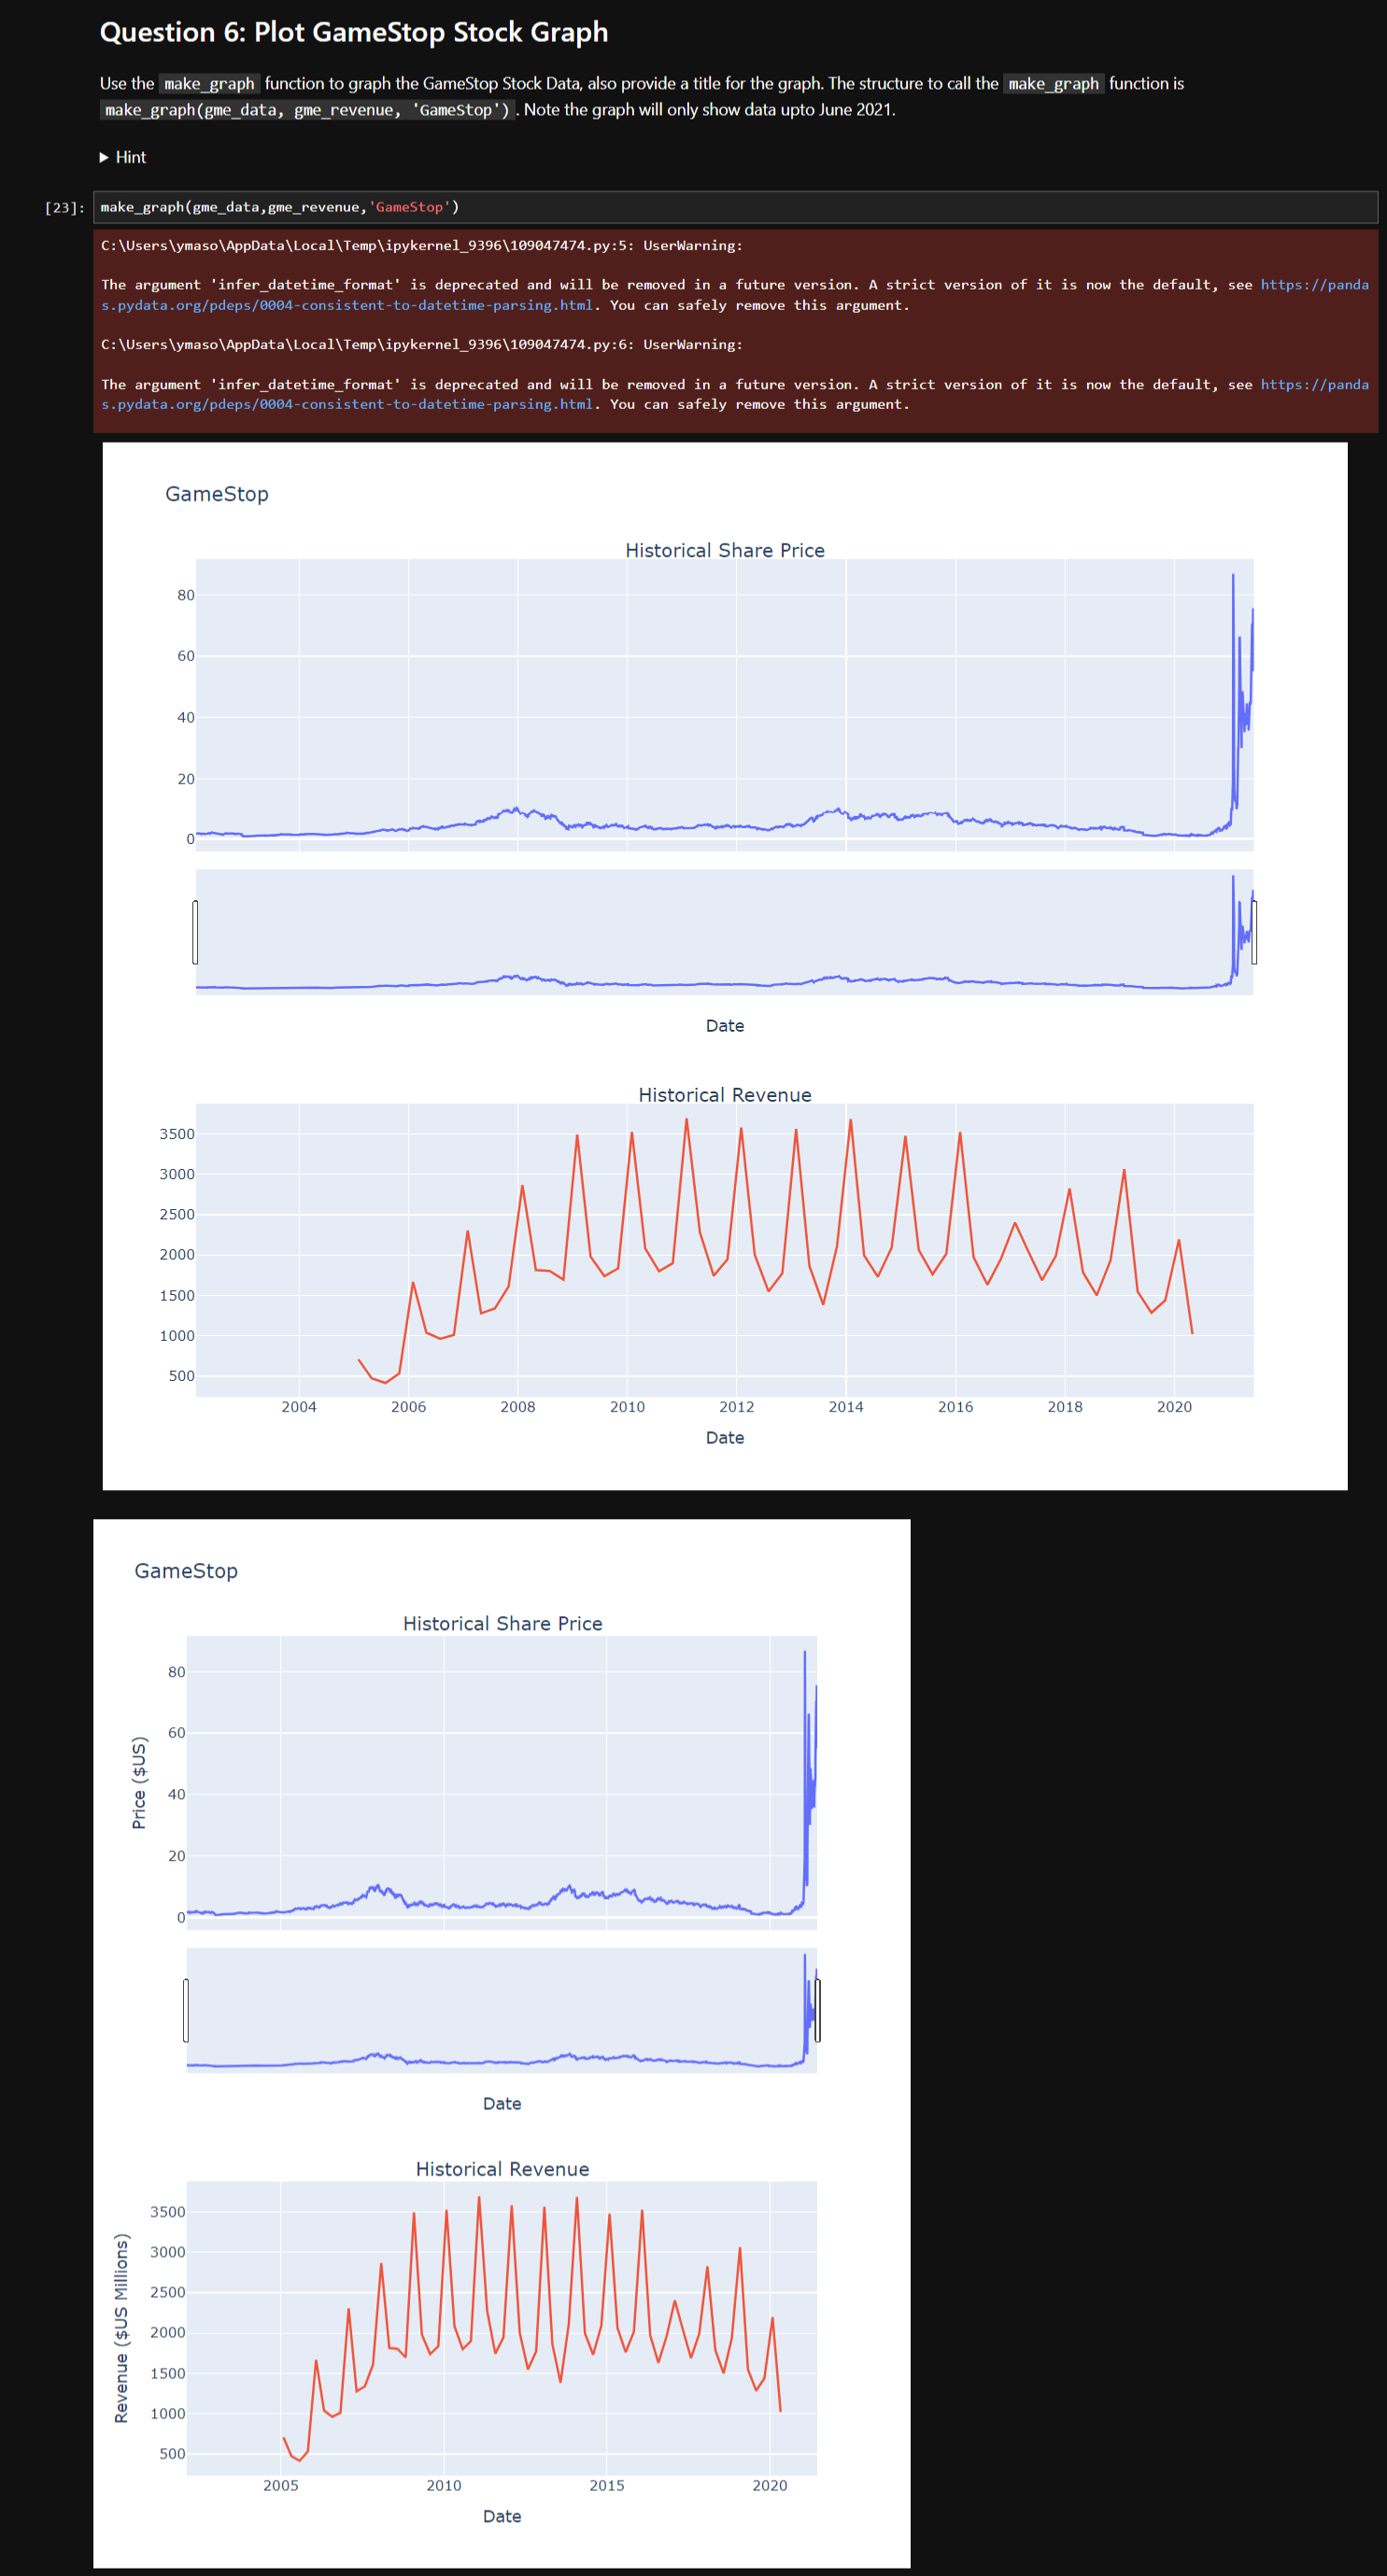 Question 6: Plot GameStop Stock Graph
Use the make_graph function to graph the GameStop Stock Data, also provide a title for the graph. The structure to call the make_graph function is
make_graph(gme_data, gme_revenue, 'GameStop'). Note the graph will only show data upto June 2021.
Hint
[23]: make_graph(gme_data,gme_revenue,'GameStop')
C:\Users\ymaso\AppData\Local\Temp\ipykernel_9396\109047474.py:5: UserWarning:
The argument 'infer_datetime_format' is deprecated and will be removed in a future version. A strict version of it is now the default, see https://panda
s.pydata.org/pdeps/0004-consistent-to-datetime-parsing.html. You can safely remove this argument.
C:\Users\ymaso\AppData\Local\Temp\ipykernel_9396\109047474.py:6: UserWarning:
The argument 'infer_datetime_format' is deprecated and will be removed in a future version. A strict version of it is now the default, see https://panda
s.pydata.org/pdeps/0004-consistent-to-datetime-parsing.html. You can safely remove this argument.
GameStop
Historical Share Price
80
60
40
20
0
Date
Historical Revenue
3500
3000
2500
2000
1500
1000
500
2004 2006 2008 2010 2012 2014 2016 2018 2020
Date
GameStop
Historical Share Price
Price ($US)
80
60
40
20
0
Date
Historical Revenue
Revenue ($US Millions)
3500
3000
2500
2000
1500
1000
500
2005 2010 2015 2020
Date